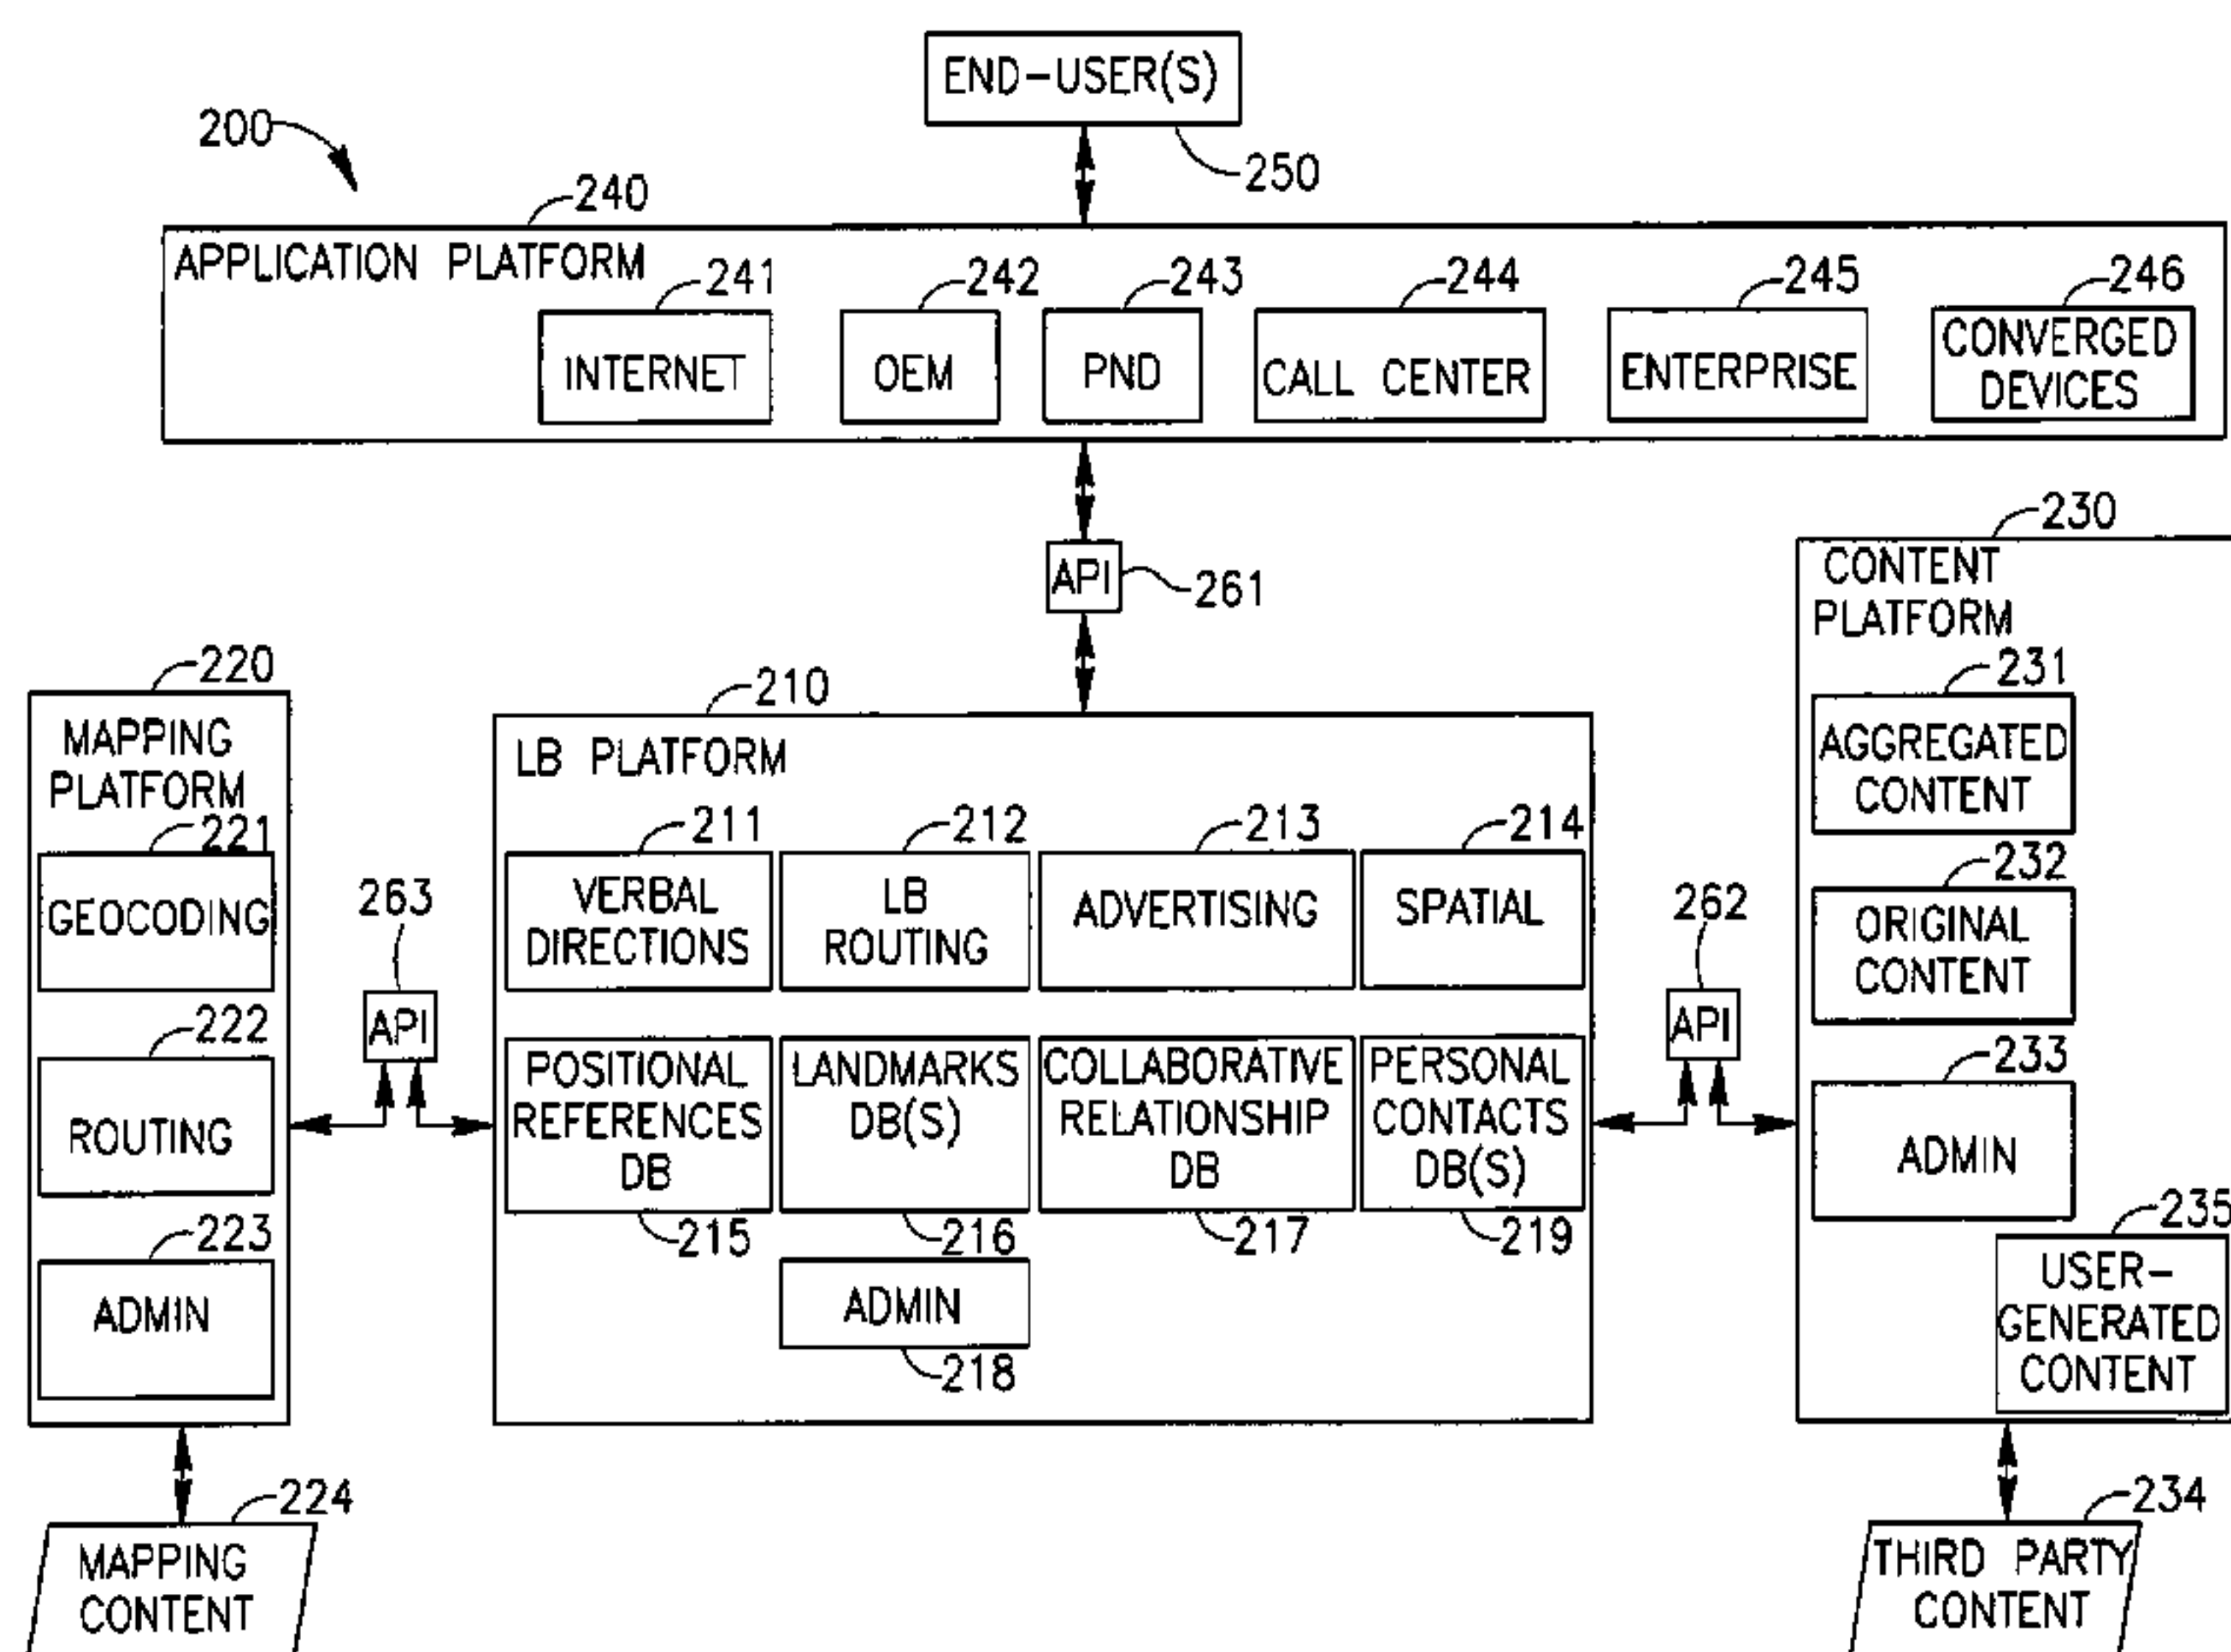 END-USER(S)
200
250
240
APPLICATION PLATFORM
241
242
243
244
245
246
INTERNET
OEM
PND
CALL CENTER
ENTERPRISE
CONVERGED
DEVICES
API
261
230
CONTENT
PLATFORM
231
AGGREGATED
CONTENT
232
ORIGINAL
CONTENT
233
ADMIN
235
USER-
GENERATED
CONTENT
220
MAPPING
PLATFORM
221
GEOCODING
222
ROUTING
223
ADMIN
263
API
210
LB PLATFORM
211
212
213
214
VERBAL
DIRECTIONS
LB
ROUTING
ADVERTISING
SPATIAL
POSITIONAL
REFERENCES
DB
LANDMARKS
DB(S)
COLLABORATIVE
RELATIONSHIP
DB
PERSONAL
CONTACTS
DB(S)
215
216
217
219
ADMIN
218
262
API
224
MAPPING
CONTENT
234
THIRD PARTY
CONTENT